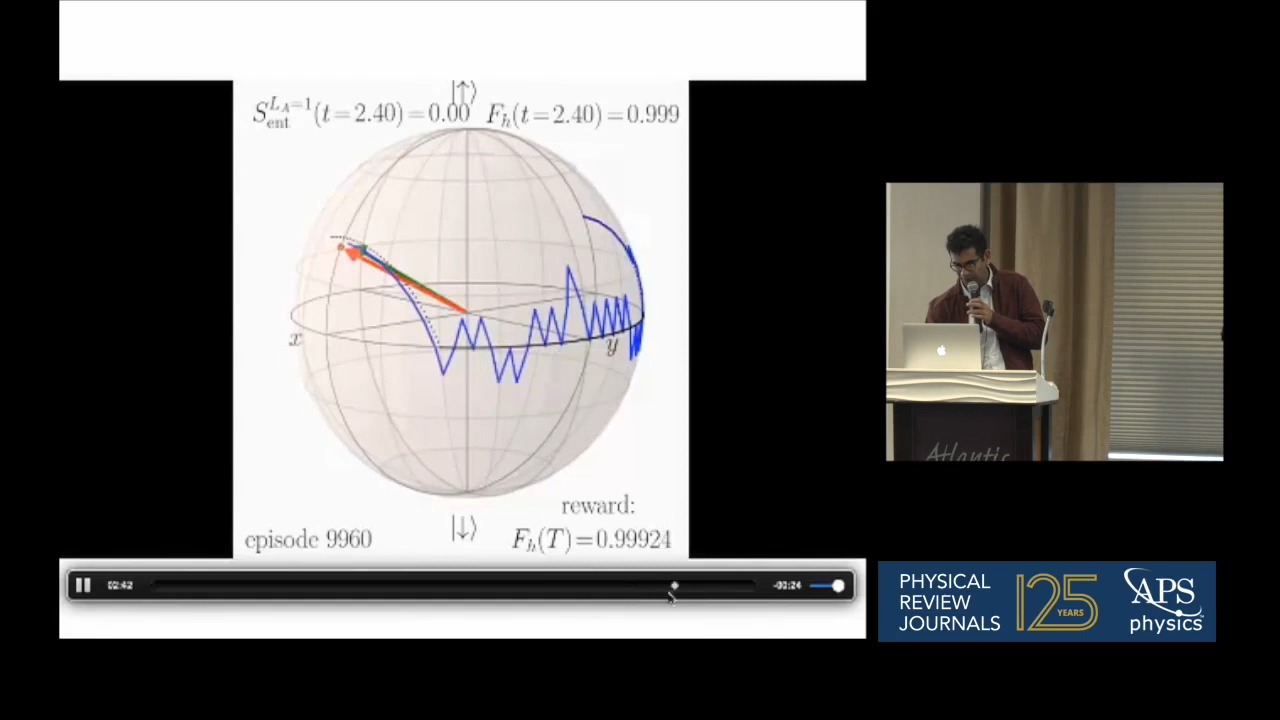 |↑⟩
S_ent^{L_A=1}(t=2.40)=0.00 F_h(t=2.40)=0.999
x
y
reward:
episode 9960
|↓⟩
F_h(T)=0.99924
02:42
-00:24
Atlantic
PHYSICAL
REVIEW
JOURNALS
125
YEARS
APS
physics